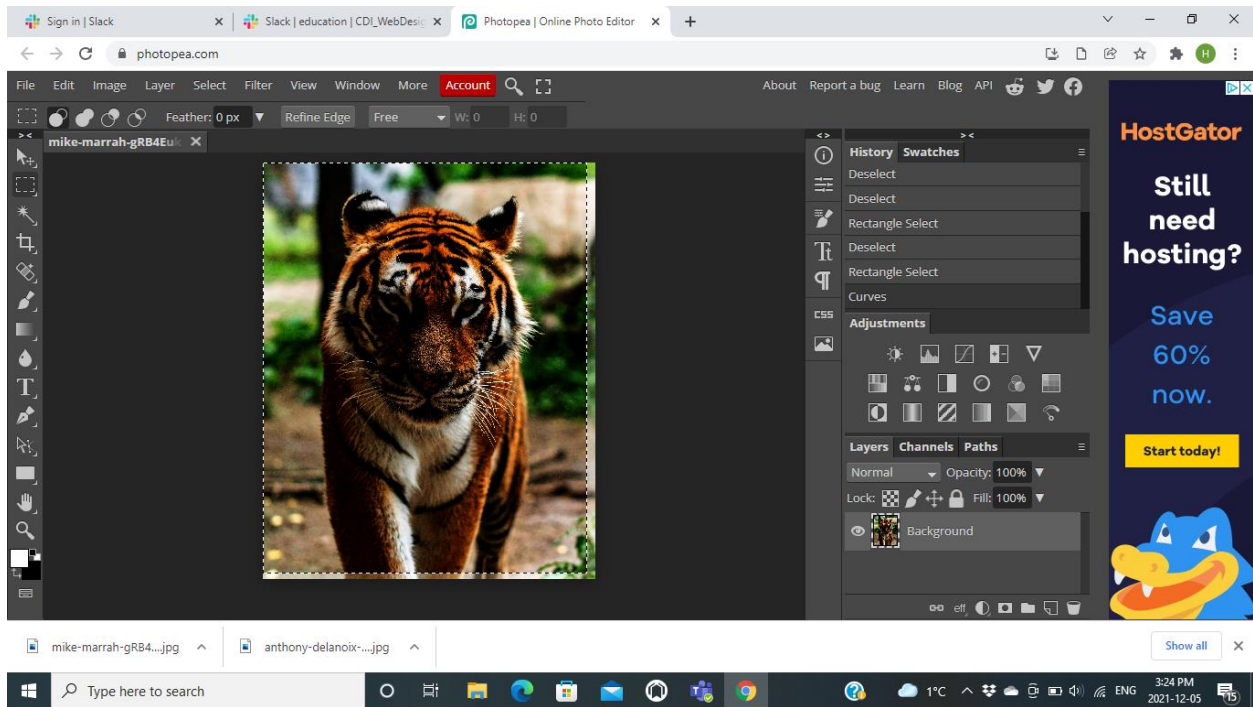 Sign in | Slack
Slack | education | CDI_WebDesig
Photopea | Online Photo Editor
photopea.com
H
File Edit Image Layer Select Filter View Window More Account
About Report a bug Learn Blog API
Feather: 0 px Refine Edge Free W: 0 H: 0
mike-marrah-gRB4Euk
History Swatches
Deselect
Deselect
Rectangle Select
Deselect
Rectangle Select
Curves
CSS
Adjustments
Layers Channels Paths
Normal Opacity: 100%
Lock: Fill: 100%
Background
eff
HostGator
Still
need
hosting?
Save
60%
now.
Start today!
mike-marrah-gRB4....jpg
anthony-delanoix-....jpg
Show all
Type here to search
1°C
ENG
3:24 PM
2021-12-05
15